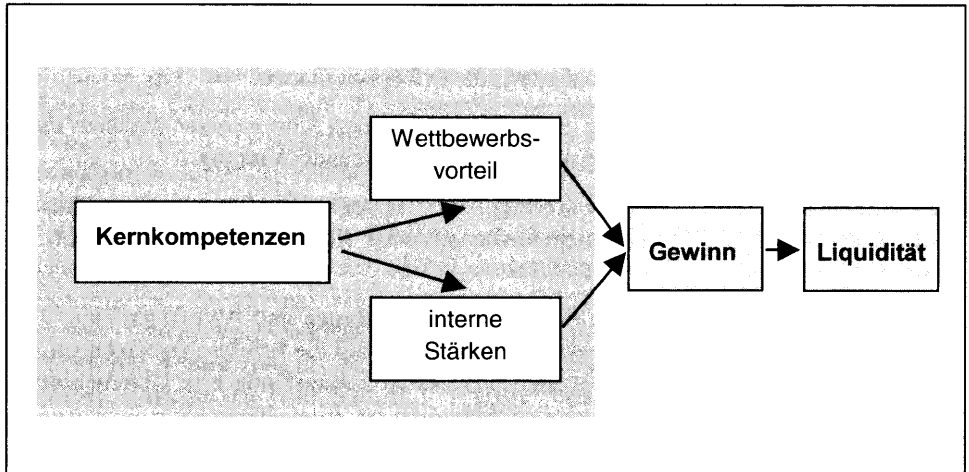 Wettbewerbs-
vorteil
Kernkompetenzen
Gewinn
Liquidität
interne
Stärken